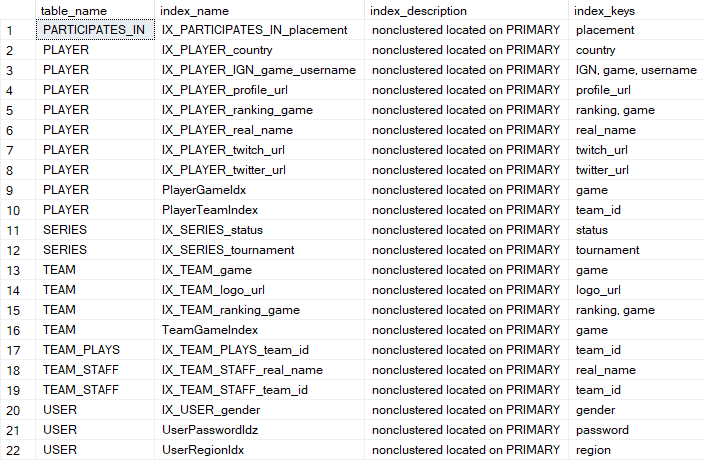 table_name index_name index_description index_keys
1 PARTICIPATES_IN IX_PARTICIPATES_IN_placement nonclustered located on PRIMARY placement
2 PLAYER IX_PLAYER_country nonclustered located on PRIMARY country
3 PLAYER IX_PLAYER_IGN_game_username nonclustered located on PRIMARY IGN, game, username
4 PLAYER IX_PLAYER_profile_url nonclustered located on PRIMARY profile_url
5 PLAYER IX_PLAYER_ranking_game nonclustered located on PRIMARY ranking, game
6 PLAYER IX_PLAYER_real_name nonclustered located on PRIMARY real_name
7 PLAYER IX_PLAYER_twitch_url nonclustered located on PRIMARY twitch_url
8 PLAYER IX_PLAYER_twitter_url nonclustered located on PRIMARY twitter_url
9 PLAYER PlayerGameIdx nonclustered located on PRIMARY game
10 PLAYER PlayerTeamIndex nonclustered located on PRIMARY team_id
11 SERIES IX_SERIES_status nonclustered located on PRIMARY status
12 SERIES IX_SERIES_tournament nonclustered located on PRIMARY tournament
13 TEAM IX_TEAM_game nonclustered located on PRIMARY game
14 TEAM IX_TEAM_logo_url nonclustered located on PRIMARY logo_url
15 TEAM IX_TEAM_ranking_game nonclustered located on PRIMARY ranking, game
16 TEAM TeamGameIndex nonclustered located on PRIMARY game
17 TEAM_PLAYS IX_TEAM_PLAYS_team_id nonclustered located on PRIMARY team_id
18 TEAM_STAFF IX_TEAM_STAFF_real_name nonclustered located on PRIMARY real_name
19 TEAM_STAFF IX_TEAM_STAFF_team_id nonclustered located on PRIMARY team_id
20 USER IX_USER_gender nonclustered located on PRIMARY gender
21 USER UserPasswordIdz nonclustered located on PRIMARY password
22 USER UserRegionIdx nonclustered located on PRIMARY region